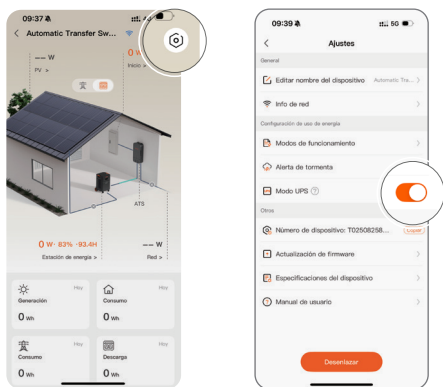 09:37
Automatic Transfer Sw...
-- W
PV >
0 W
Inicio >
ATS
0 W · 83% · 93.4H
Estación de energía >
-- W
Red >
Hoy
Generación
0 Wh
Hoy
Consumo
0 Wh
Hoy
Consumo
0 Wh
Hoy
Descarga
0 Wh
09:39
5G
Ajustes
General
Editar nombre del dispositivo Automatic Tra...
Info de red
Configuración de uso de energía
Modos de funcionamiento
Alerta de tormenta
Modo UPS
Otros
Número de dispositivo: T02508258... Copiar
Actualización de firmware
Especificaciones del dispositivo
Manual de usuario
Desenlazar